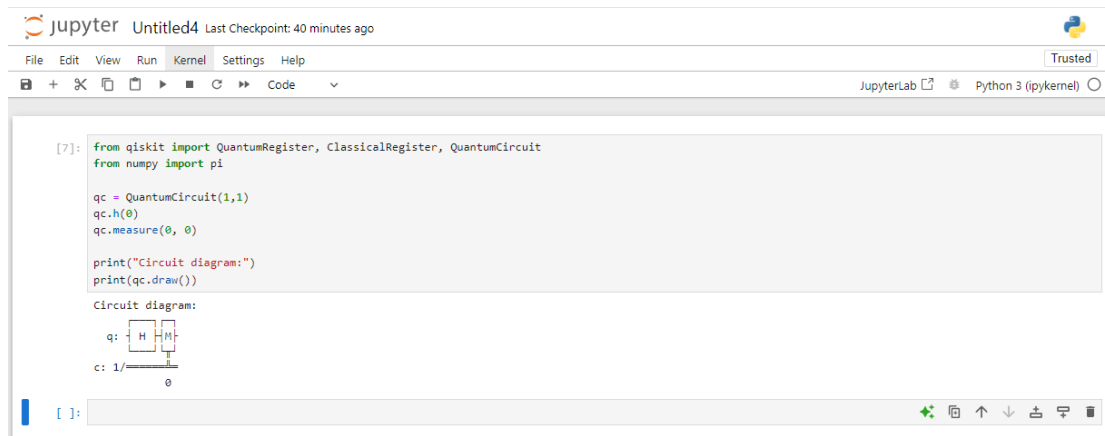 jupyter Untitled4 Last Checkpoint: 40 minutes ago
File Edit View Run Kernel Settings Help Trusted
Code JupyterLab Python 3 (ipykernel)
[7]: from qiskit import QuantumRegister, ClassicalRegister, QuantumCircuit
from numpy import pi
qc = QuantumCircuit(1,1)
qc.h(0)
qc.measure(0, 0)
print("Circuit diagram:")
print(qc.draw())
Circuit diagram:
q: ┤ H ├┤M├
c: 1/══════╩═
0
[ ]: